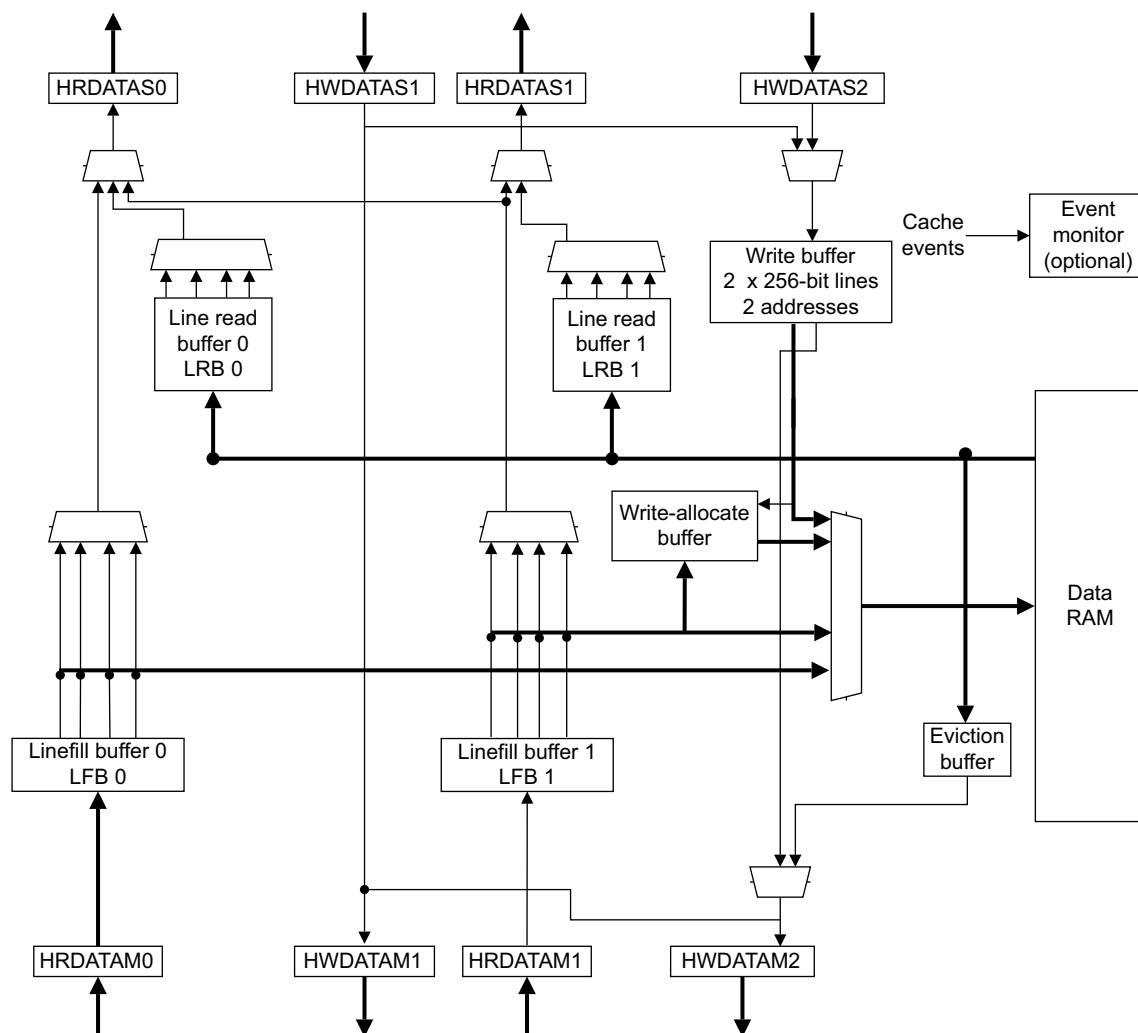 HRDATAS0
HWDATAS1
HRDATAS1
HWDATAS2
Cache
events
Event
monitor
(optional)
Write buffer
2 x 256-bit lines
2 addresses
Line read
buffer 0
LRB 0
Line read
buffer 1
LRB 1
Write-allocate
buffer
Data
RAM
Linefill buffer 0
LFB 0
Linefill buffer 1
LFB 1
Eviction
buffer
HRDATAM0
HWDATAM1
HRDATAM1
HWDATAM2